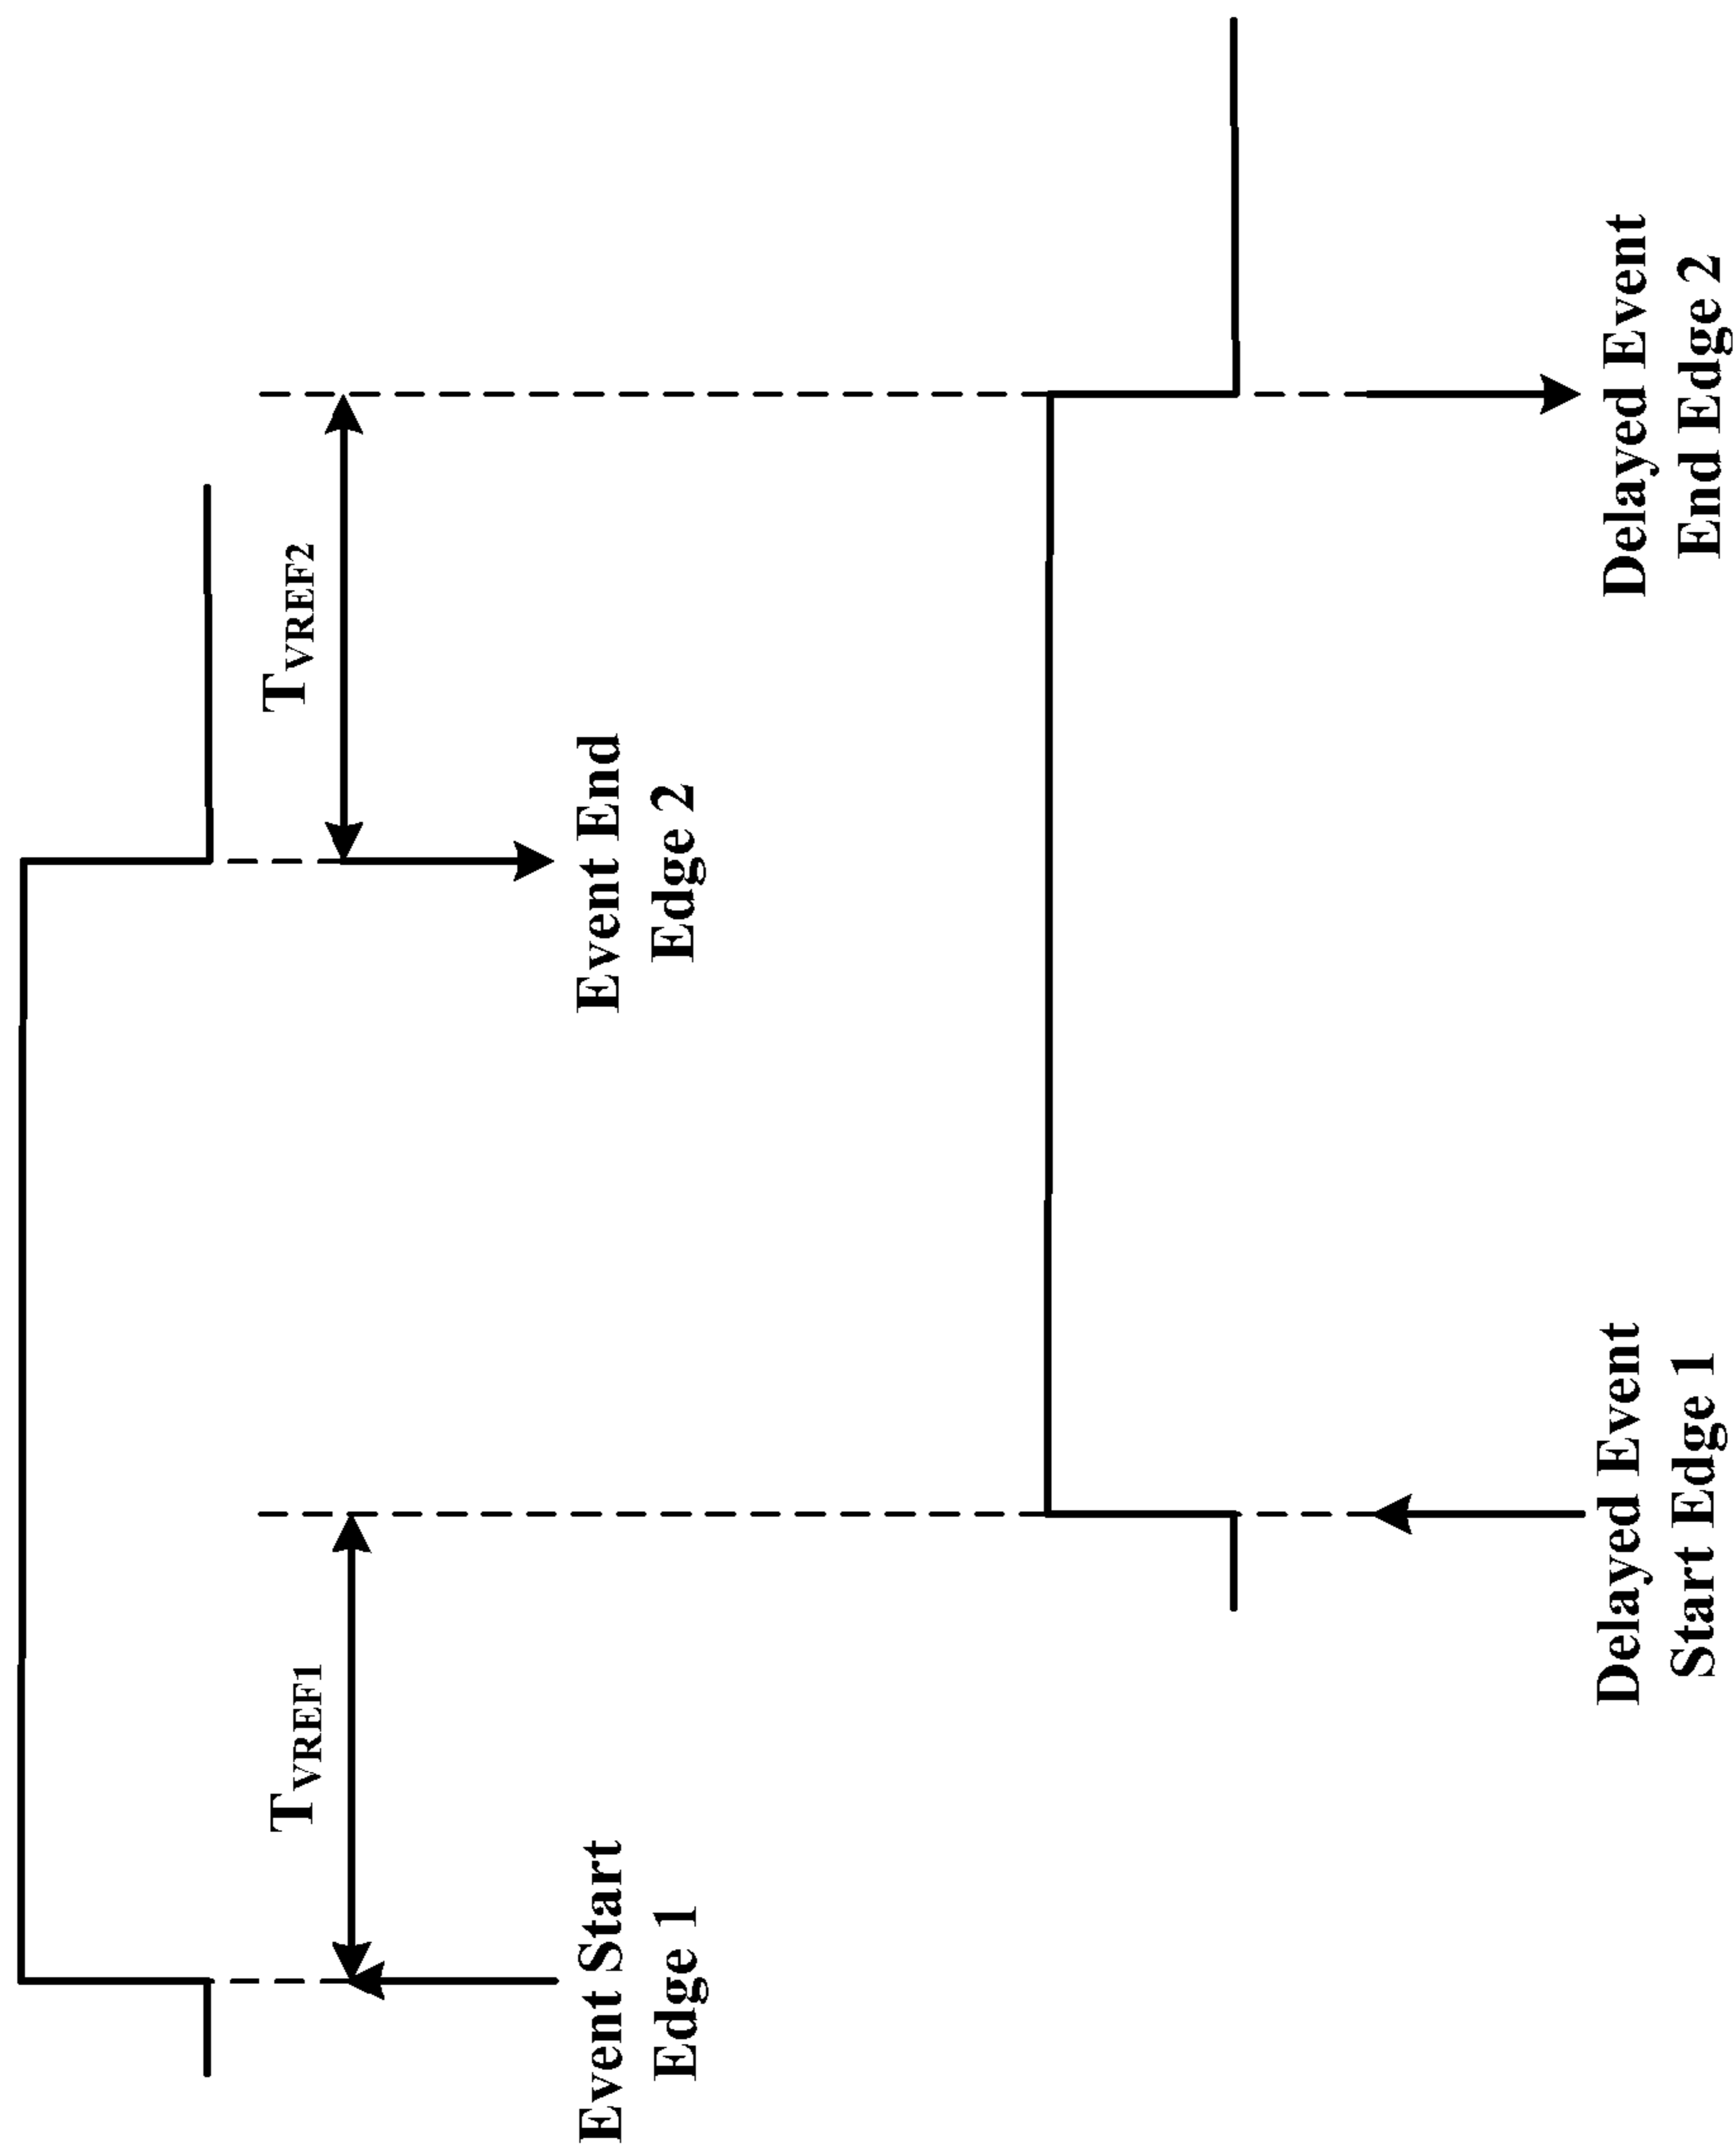 T_VREF1
T_VREF2
Event Start
Edge 1
Event End
Edge 2
Delayed Event
Start Edge 1
Delayed Event
End Edge 2